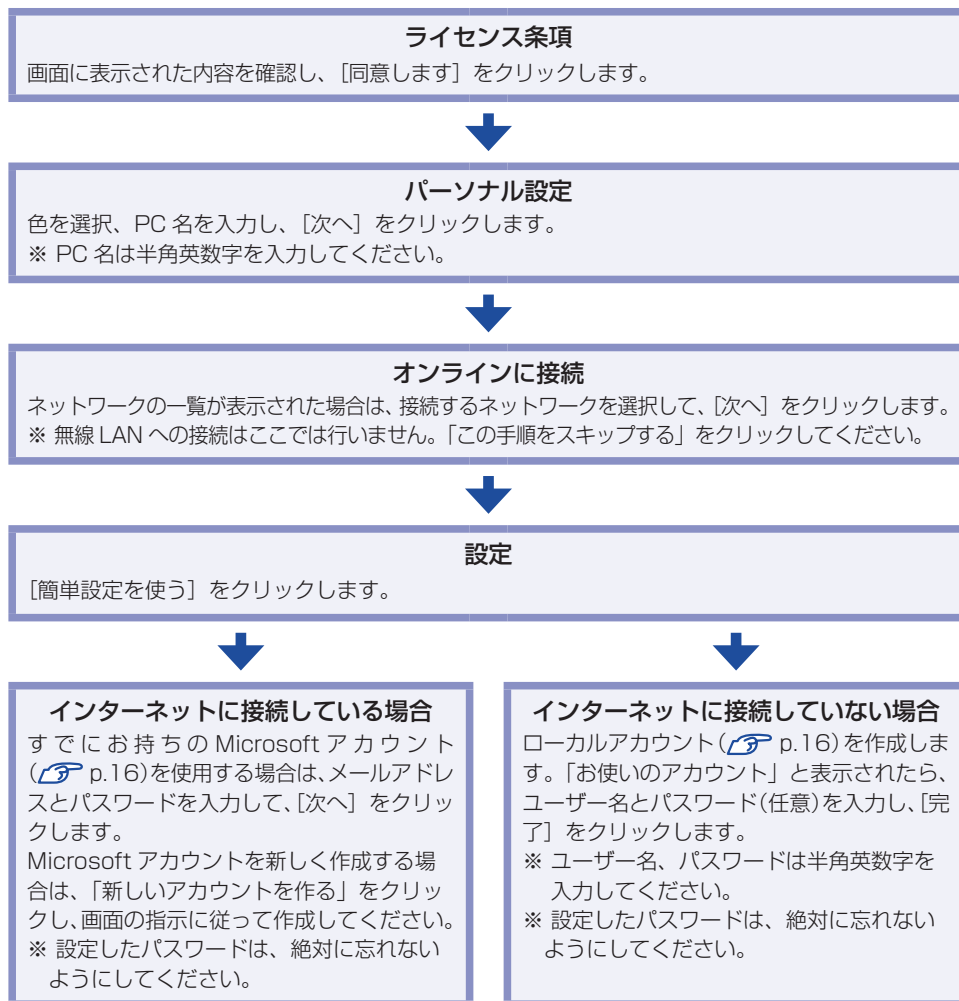 ライセンス条項
画面に表示された内容を確認し、[同意します]をクリックします。
パーソナル設定
色を選択、PC 名を入力し、[次へ]をクリックします。
※ PC 名は半角英数字を入力してください。
オンラインに接続
ネットワークの一覧が表示された場合は、接続するネットワークを選択して、[次へ]をクリックします。
※ 無線 LAN への接続はここでは行いません。「この手順をスキップする」をクリックしてください。
設定
[簡単設定を使う]をクリックします。
インターネットに接続している場合
すでにお持ちの Microsoft アカウント
(p.16)を使用する場合は、メールアドレ
スとパスワードを入力して、[次へ]をクリッ
クします。
Microsoft アカウントを新しく作成する場
合は、「新しいアカウントを作る」をクリッ
クし、画面の指示に従って作成してください。
※ 設定したパスワードは、絶対に忘れない
ようにしてください。
インターネットに接続していない場合
ローカルアカウント(p.16)を作成しま
す。「お使いのアカウント」と表示されたら、
ユーザー名とパスワード(任意)を入力し、[完
了]をクリックします。
※ ユーザー名、パスワードは半角英数字を
入力してください。
※ 設定したパスワードは、絶対に忘れない
ようにしてください。